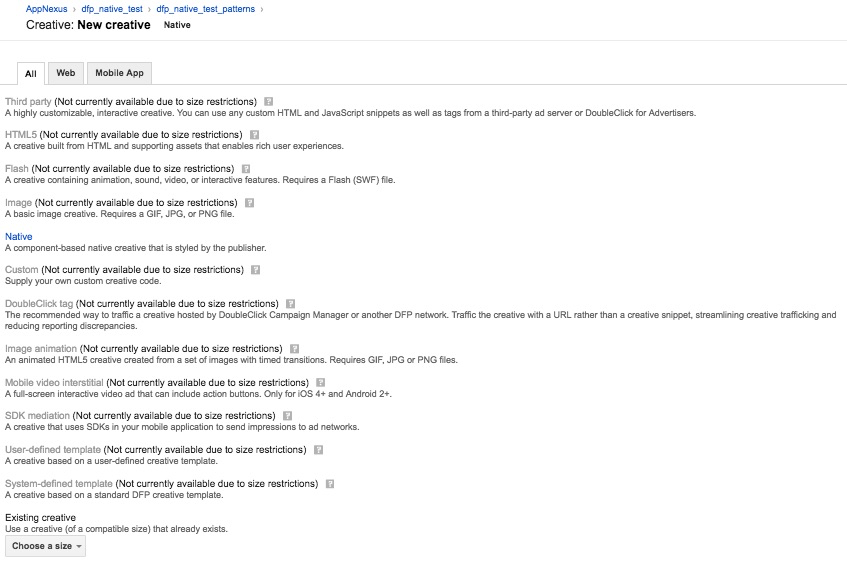 AppNexus › dfp_native_test › dfp_native_test_patterns ›
Creative: New creative Native
All Web Mobile App
Third party (Not currently available due to size restrictions) ?
A highly customizable, interactive creative. You can use any custom HTML and JavaScript snippets as well as tags from a third-party ad server or DoubleClick for Advertisers.
HTML5 (Not currently available due to size restrictions) ?
A creative built from HTML and supporting assets that enables rich user experiences.
Flash (Not currently available due to size restrictions) ?
A creative containing animation, sound, video, or interactive features. Requires a Flash (SWF) file.
Image (Not currently available due to size restrictions) ?
A basic image creative. Requires a GIF, JPG, or PNG file.
Native
A component-based native creative that is styled by the publisher.
Custom (Not currently available due to size restrictions) ?
Supply your own custom creative code.
DoubleClick tag (Not currently available due to size restrictions) ?
The recommended way to traffic a creative hosted by DoubleClick Campaign Manager or another DFP network. Traffic the creative with a URL rather than a creative snippet, streamlining creative trafficking and
reducing reporting discrepancies.
Image animation (Not currently available due to size restrictions) ?
An animated HTML5 creative created from a set of images with timed transitions. Requires GIF, JPG or PNG files.
Mobile video interstitial (Not currently available due to size restrictions) ?
A full-screen interactive video ad that can include action buttons. Only for iOS 4+ and Android 2+.
SDK mediation (Not currently available due to size restrictions) ?
A creative that uses SDKs in your mobile application to send impressions to ad networks.
User-defined template (Not currently available due to size restrictions) ?
A creative based on a user-defined creative template.
System-defined template (Not currently available due to size restrictions) ?
A creative based on a standard DFP creative template.
Existing creative
Use a creative (of a compatible size) that already exists.
Choose a size